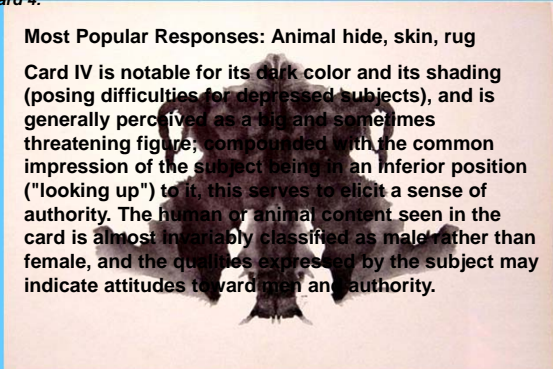 ard 4.
Most Popular Responses: Animal hide, skin, rug
Card IV is notable for its dark color and its shading
(posing difficulties for depressed subjects), and is
generally perceived as a big and sometimes
threatening figure; compounded with the common
impression of the subject being in an inferior position
("looking up") to it, this serves to elicit a sense of
authority. The human or animal content seen in the
card is almost invariably classified as male rather than
female, and the qualities expressed by the subject may
indicate attitudes toward men and authority.